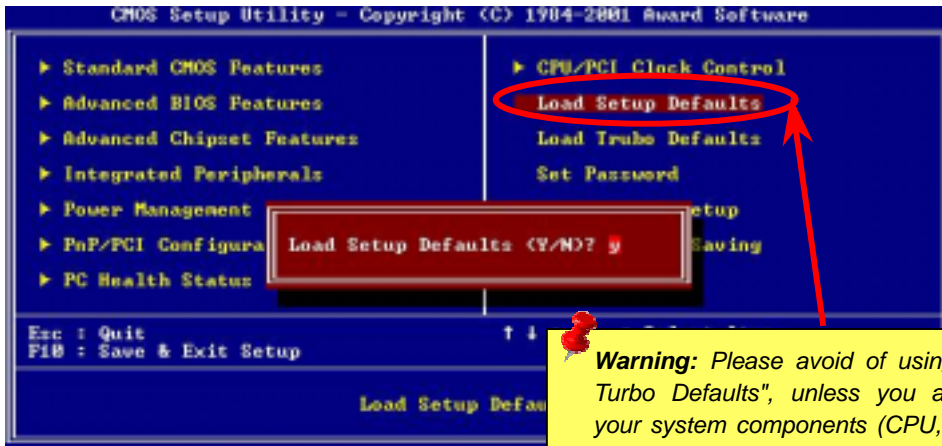 CMOS Setup Utility - Copyright (C) 1984-2001 Award Software
▶ Standard CMOS Features
▶ Advanced BIOS Features
▶ Advanced Chipset Features
▶ Integrated Peripherals
▶ Power Management
▶ PnP/PCI Configura
▶ PC Health Status
▶ CPU/PCI Clock Control
Load Setup Defaults
Load Trubo Defaults
Set Password
etup
Saving
Load Setup Defaults (Y/N)? y
Esc : Quit
F10 : Save & Exit Setup
↑ ↓
Load Setup Defau
Warning: Please avoid of usin
Turbo Defaults", unless you a
your system components (CPU,